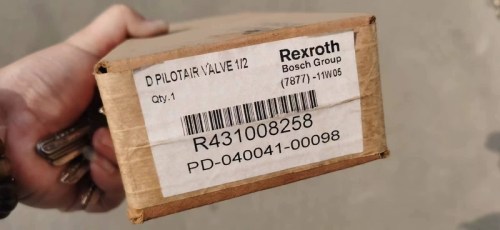 D PILOTAIR VALVE 1/2
Rexroth
Bosch Group
Qty.1
(7877) -11W05
R431008258
PD-040041-00098